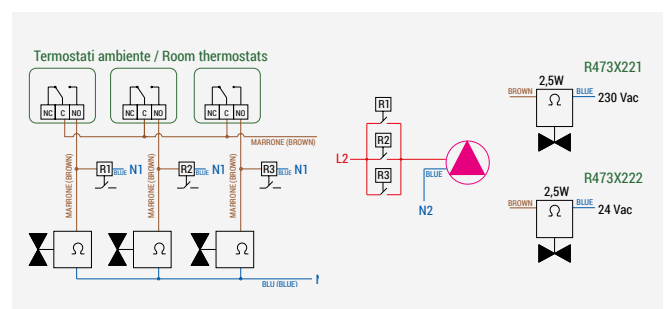 Termostati ambiente / Room thermostats
NC C NO
NC C NO
NC C NO
MARRONE (BROWN)
R1 BLUE N1
R2 BLUE N1
R3 BLUE N1
MARRONE (BROWN)
MARRONE (BROWN)
MARRONE (BROWN)
Ω
Ω
Ω
BLU (BLUE)
R1
R2
R3
L2
BLUE
N2
R473X221
2,5W
BROWN
Ω
BLUE
230 Vac
R473X222
2,5W
BROWN
Ω
BLUE
24 Vac